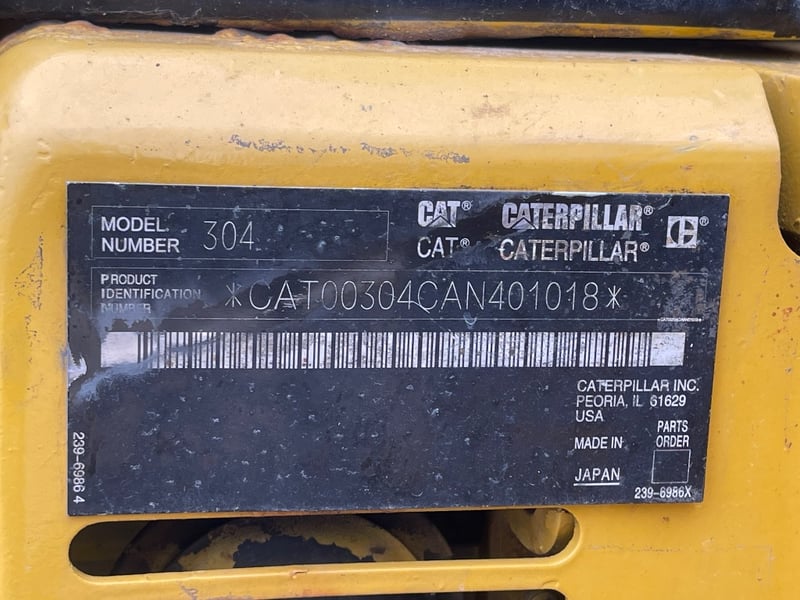 MODEL NUMBER 304
CAT® CATERPILLAR®
CAT® CATERPILLAR® ®
PRODUCT
IDENTIFICATION
NUMBER
*CAT00304CAN401018*
CATERPILLAR INC.
PEORIA, IL 61629
USA
MADE IN
JAPAN
PARTS
ORDER
239-6986X
239-6986 4